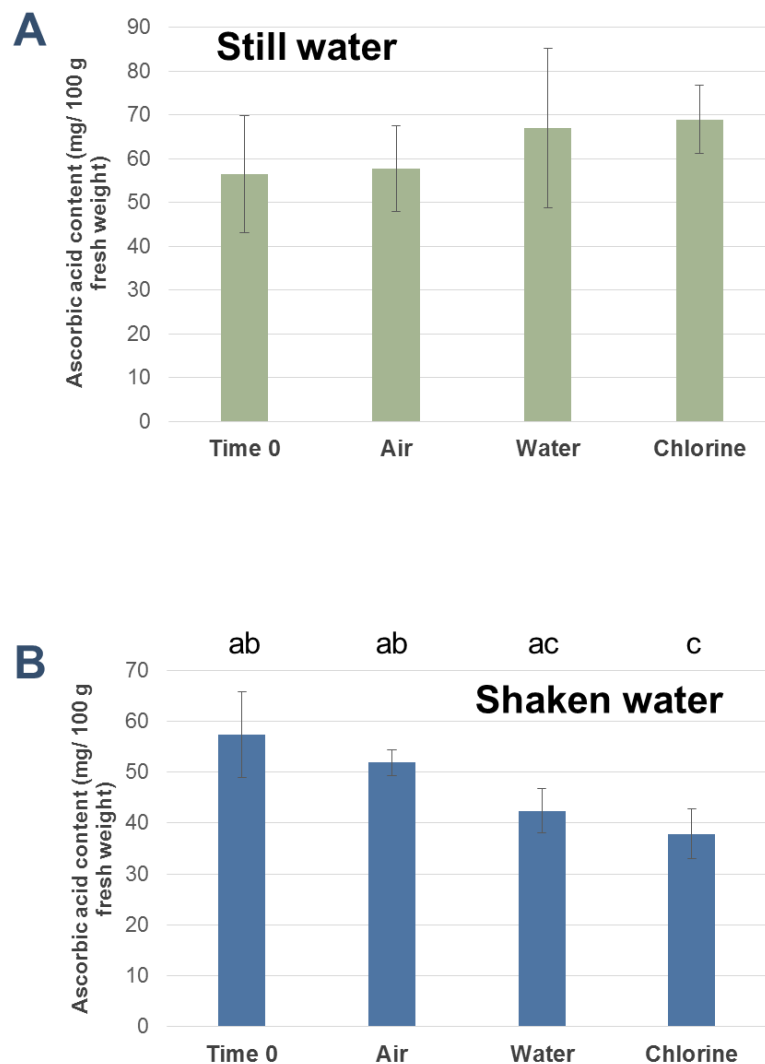 A
Still water
Ascorbic acid content (mg/ 100 g
fresh weight)
90
80
70
60
50
40
30
20
10
0
Time 0 Air Water Chlorine
ab ab ac c
B
Shaken water
Ascorbic acid content (mg/ 100 g
fresh weight)
70
60
50
40
30
20
10
0
Time 0 Air Water Chlorine